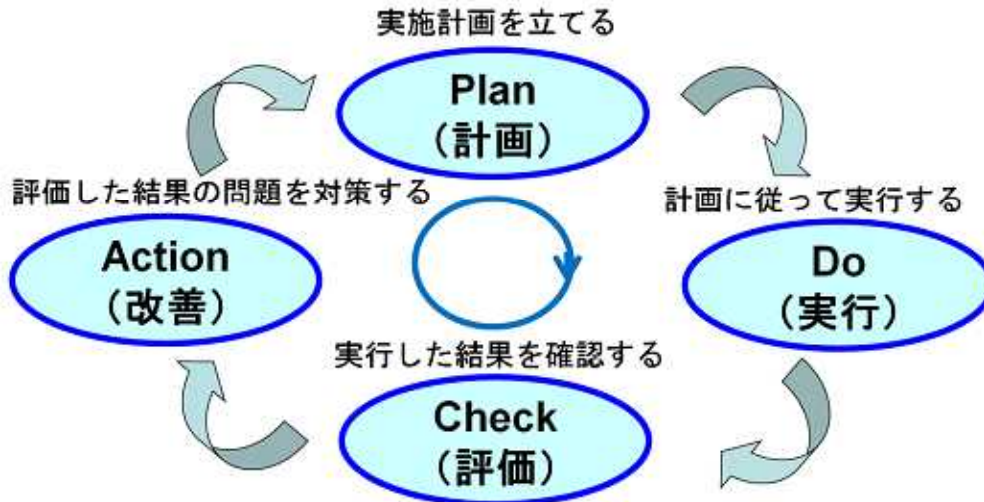 実施計画を立てる
Plan
（計画）
評価した結果の問題を対策する
計画に従って実行する
Action
（改善）
Do
（実行）
実行した結果を確認する
Check
（評価）